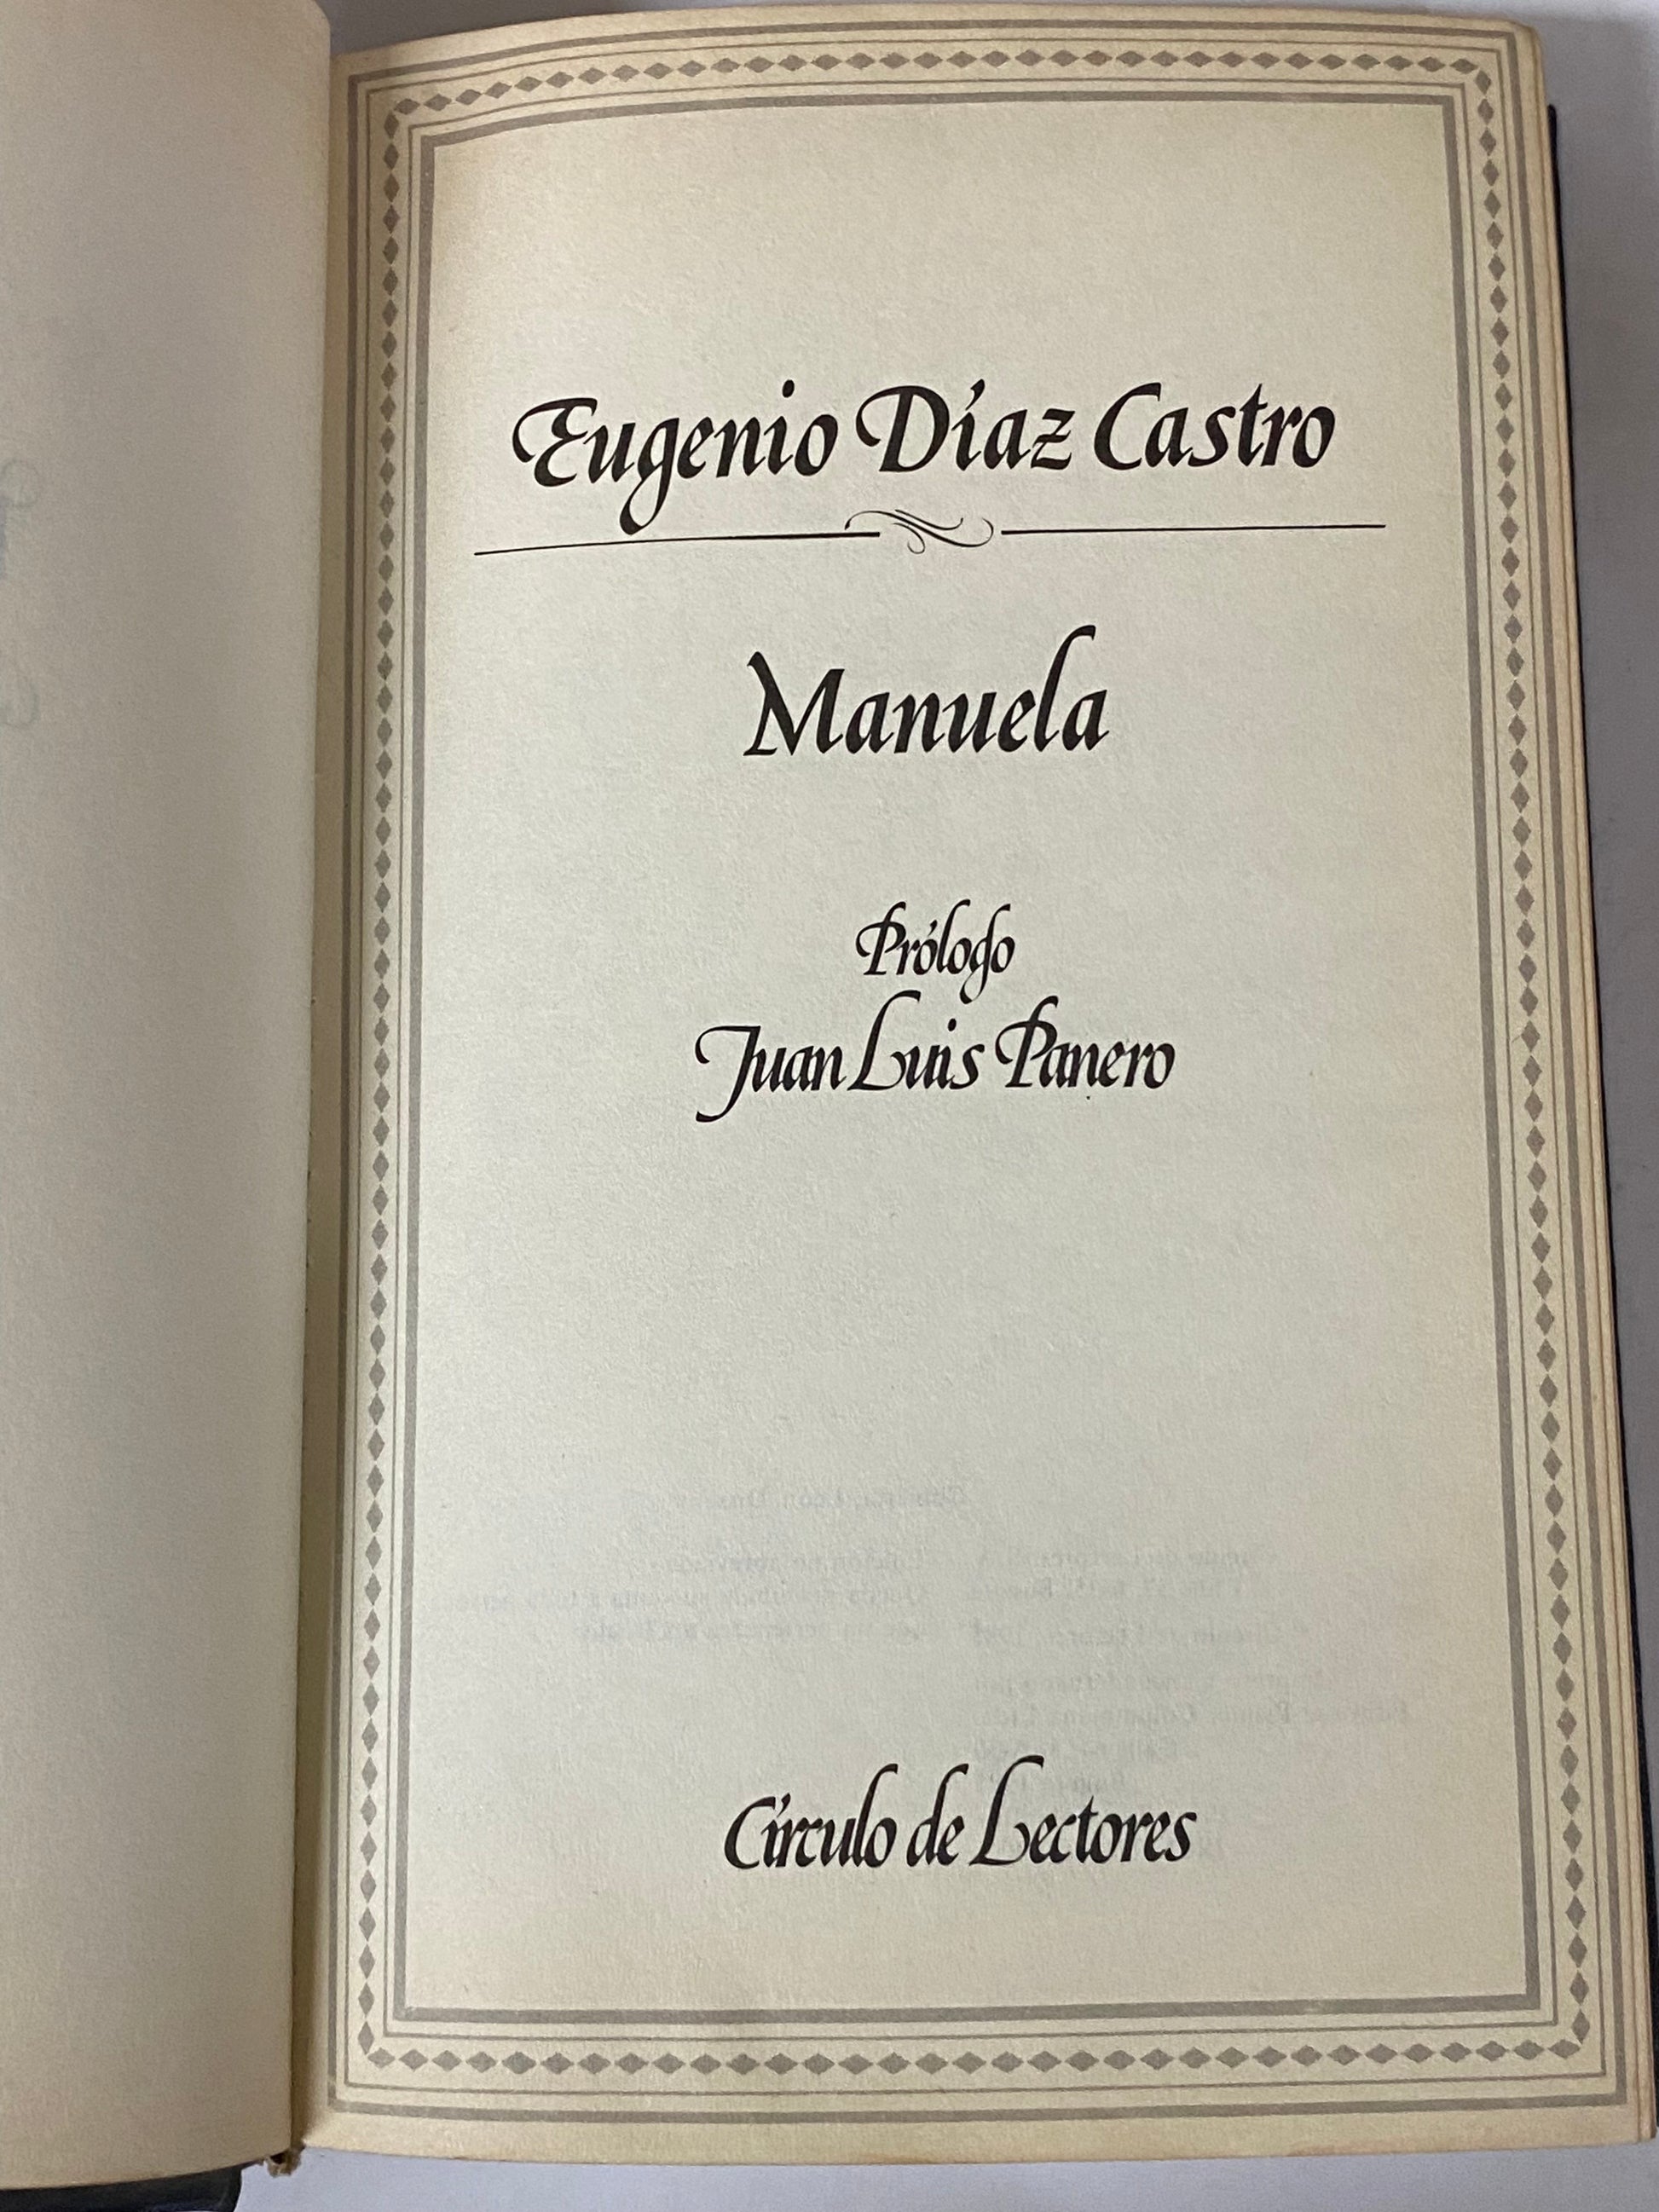 Eugenio Díaz Castro
Manuela
Prólogo
Juan Luis Panero
Círculo de Lectores